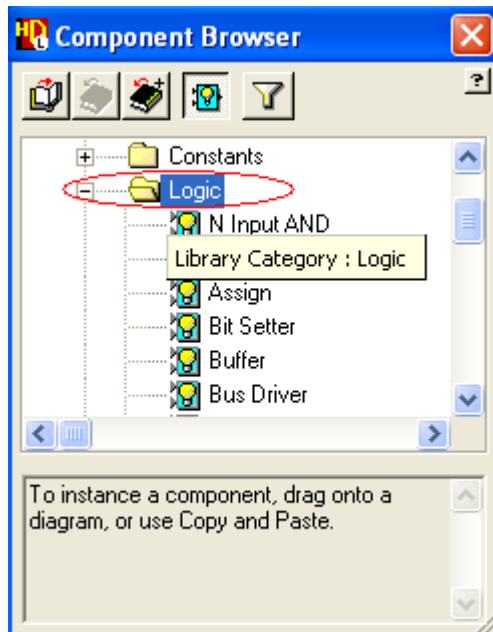 HDL Component Browser
?
Constants
Logic
N Input AND
Library Category : Logic
Assign
Bit Setter
Buffer
Bus Driver
To instance a component, drag onto a
diagram, or use Copy and Paste.